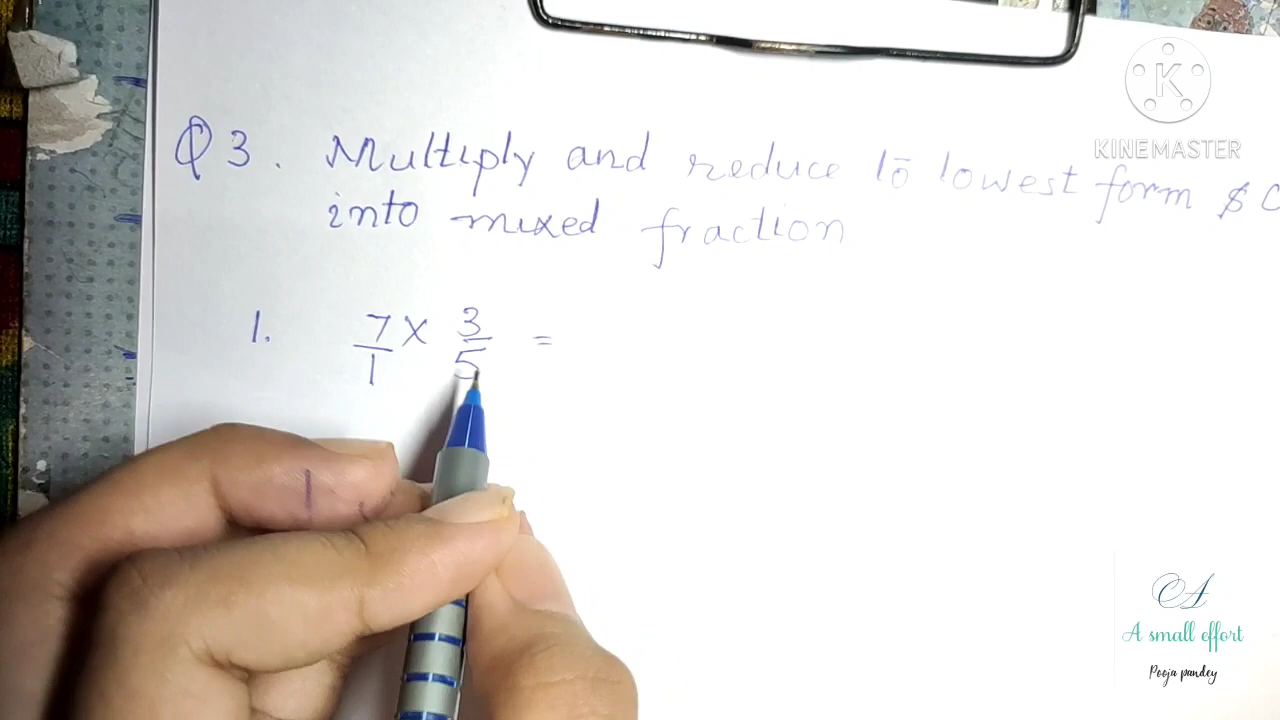 KINEMASTER
Q 3. Multiply and reduce to lowest form &
into mixed fraction
1. 7/1 x 3/5 =
A small effort
Pooja pandey